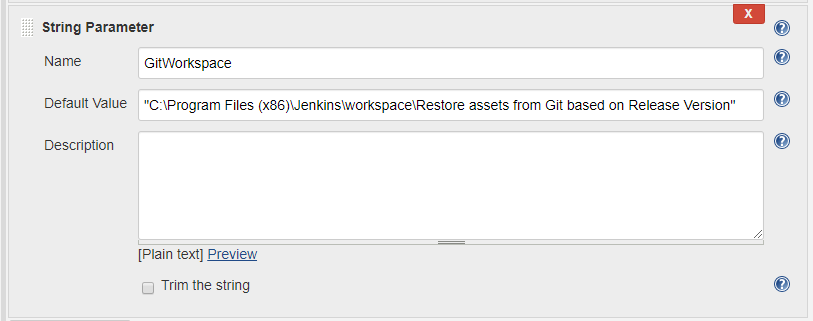 String Parameter
X
Name
GitWorkspace
Default Value
"C:\Program Files (x86)\Jenkins\workspace\Restore assets from Git based on Release Version"
Description
[Plain text] Preview
Trim the string